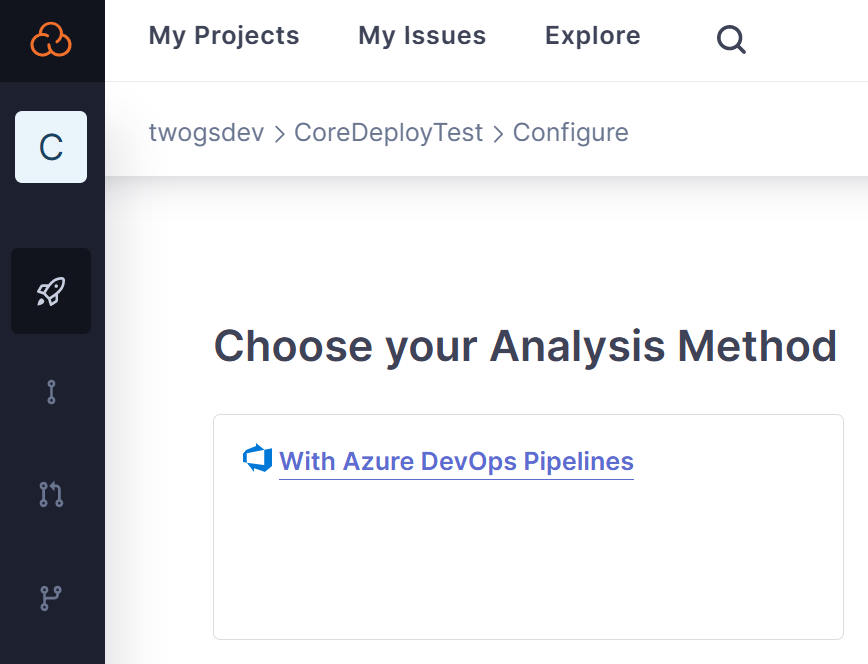 My Projects My Issues Explore
C
twogsdev > CoreDeployTest > Configure
Choose your Analysis Method
With Azure DevOps Pipelines